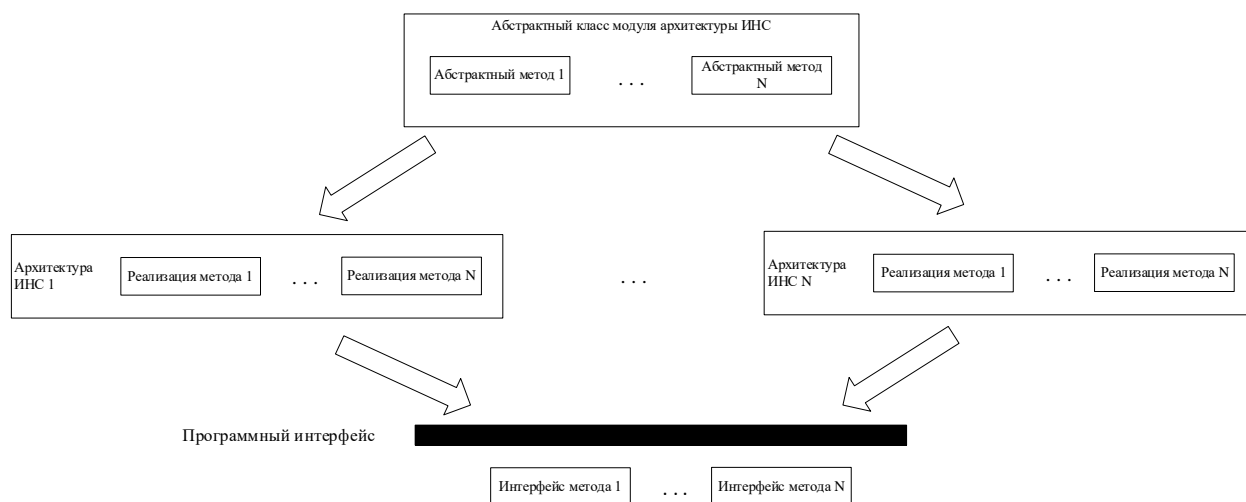 Абстрактный класс модуля архитектуры ИНС
Абстрактный метод 1
. . .
Абстрактный метод
N
Архитектура
ИНС 1
Реализация метода 1
. . .
Реализация метода N
. . .
Архитектура
ИНС N
Реализация метода 1
. . .
Реализация метода N
Программный интерфейс
Интерфейс метода 1
. . .
Интерфейс метода N